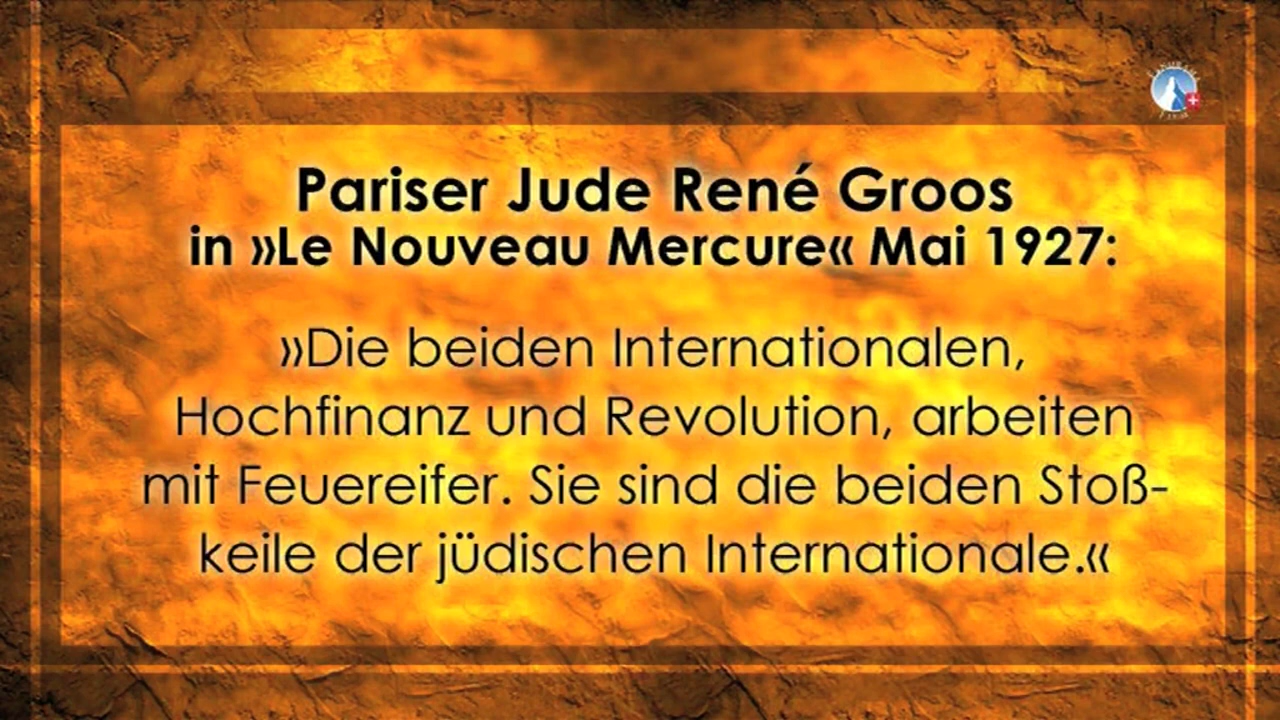 Pariser Jude René Groos
in »Le Nouveau Mercure« Mai 1927:
»Die beiden Internationalen,
Hochfinanz und Revolution, arbeiten
mit Feuereifer. Sie sind die beiden Stoß-
keile der jüdischen Internationale.«